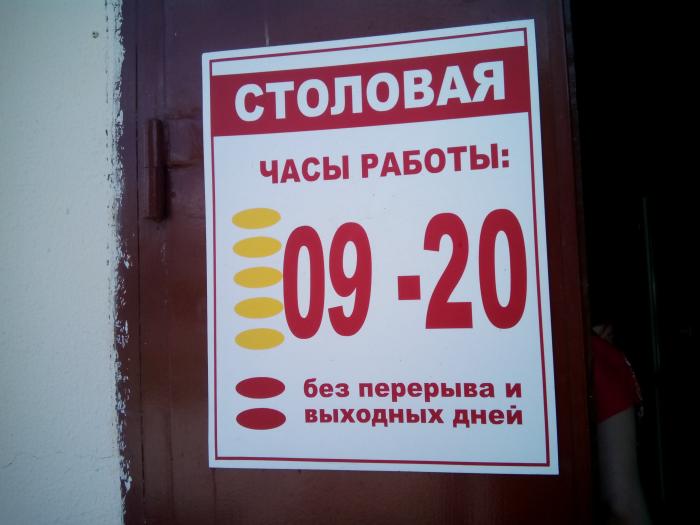 СТОЛОВАЯ
ЧАСЫ РАБОТЫ:
09 -20
без перерыва и
выходных дней